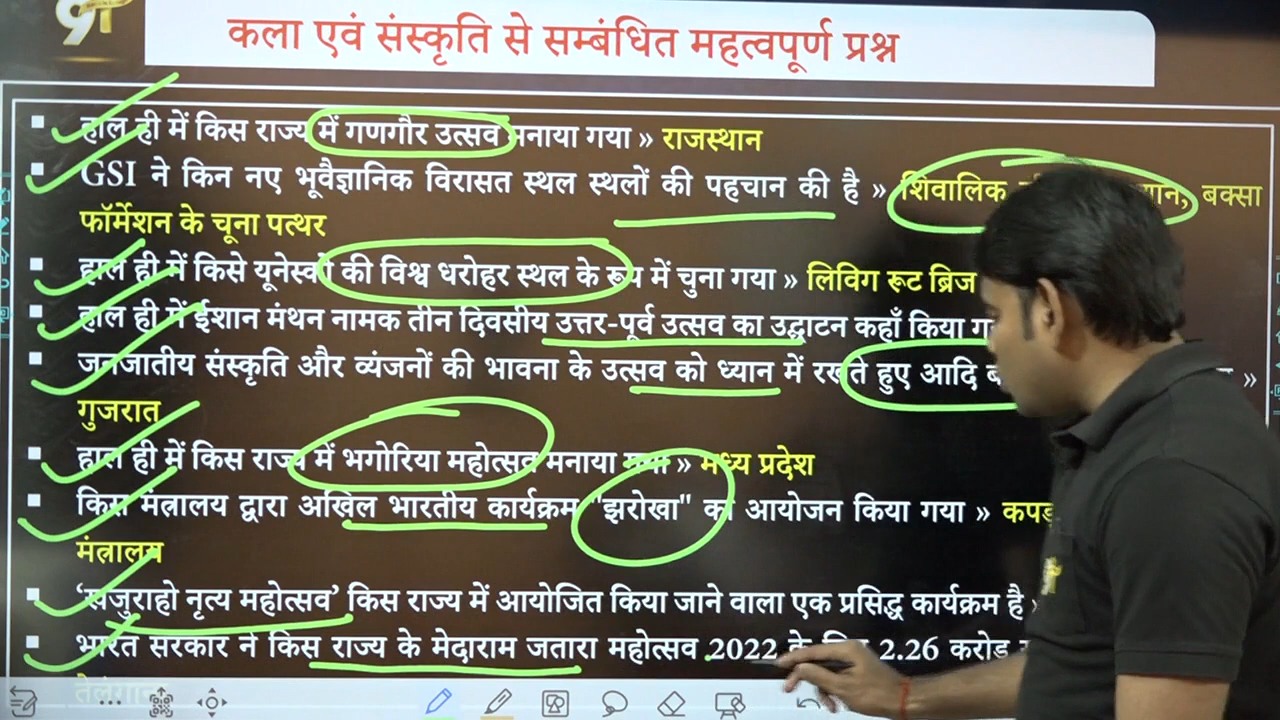 कला एवं संस्कृति से सम्बंधित महत्वपूर्ण प्रश्न
हाल ही में किस राज्य में गणगौर उत्सव मनाया गया » राजस्थान
GSI ने किन नए भूवैज्ञानिक विरासत स्थल स्थलों की पहचान की है » शिवालिक बक्सा
फॉर्मेशन के चूना पत्थर
हाल ही में किसे यूनेस्को की विश्व धरोहर स्थल के रूप में चुना गया » लिविंग रूट ब्रिज
हाल ही में ईशान मंथन नामक तीन दिवसीय उत्तर-पूर्व उत्सव का उद्घाटन कहाँ किया
जनजातीय संस्कृति और व्यंजनों की भावना के उत्सव को ध्यान में रखते हुए आदि »
गुजरात
हाल ही में किस राज्य में भगोरिया महोत्सव मनाया गया » मध्य प्रदेश
किस मंत्रालय द्वारा अखिल भारतीय कार्यक्रम "झरोखा" का आयोजन किया गया »
मंत्रालय
‘खजुराहो नृत्य महोत्सव’ किस राज्य में आयोजित किया जाने वाला एक प्रसिद्ध कार्यक्रम है
भारत सरकार ने किस राज्य के मेदाराम जतारा महोत्सव 2022 के लिए 2.26 करोड़
तेलंगाना